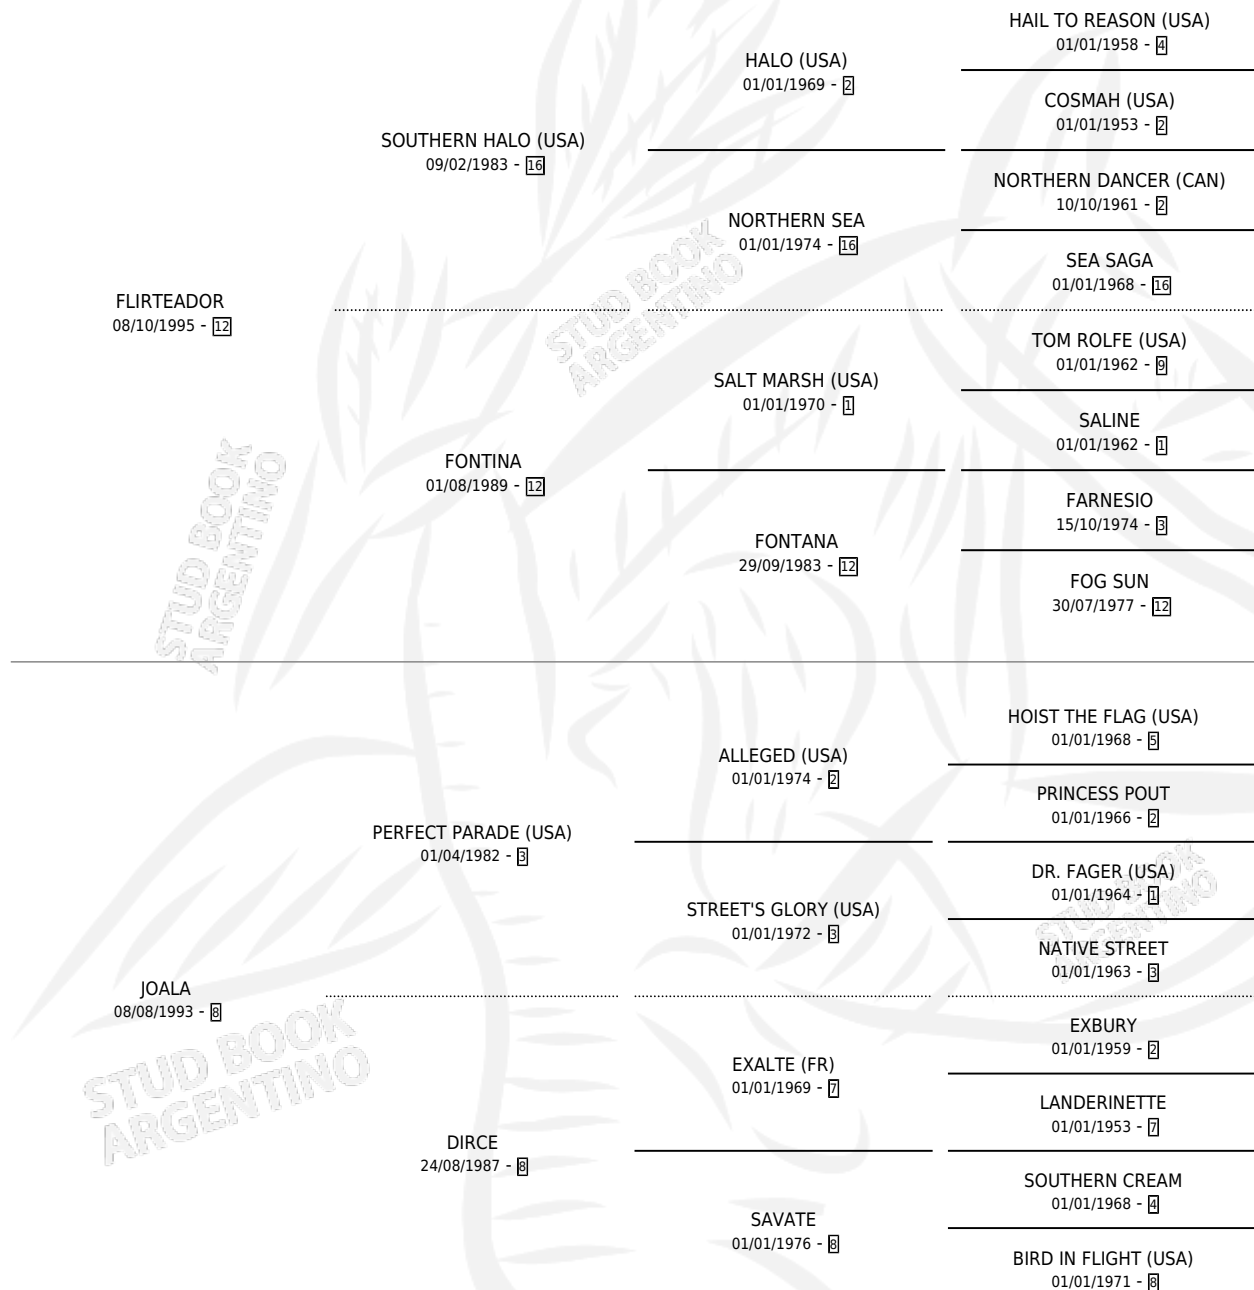 HAIL TO REASON (USA)
01/01/1958 - 4
HALO (USA)
01/01/1969 - 2
COSMAH (USA)
01/01/1953 - 2
SOUTHERN HALO (USA)
09/02/1983 - 16
NORTHERN DANCER (CAN)
10/10/1961 - 2
NORTHERN SEA
01/01/1974 - 16
SEA SAGA
01/01/1968 - 16
FLIRTEADOR
08/10/1995 - 12
STUD BOOK
ARGENTINO
TOM ROLFE (USA)
01/01/1962 - 9
SALT MARSH (USA)
01/01/1970 - 1
SALINE
01/01/1962 - 1
FONTINA
01/08/1989 - 12
FARNESIO
15/10/1974 - 3
FONTANA
29/09/1983 - 12
FOG SUN
30/07/1977 - 12
STUD BOOK
ARGENTINO
HOIST THE FLAG (USA)
01/01/1968 - 5
ALLEGED (USA)
01/01/1974 - 2
PRINCESS POUT
01/01/1966 - 2
PERFECT PARADE (USA)
01/04/1982 - 3
DR. FAGER (USA)
01/01/1964 - 1
STREET'S GLORY (USA)
01/01/1972 - 3
NATIVE STREET
01/01/1963 - 3
STUD BOOK
ARGENTINO
JOALA
08/08/1993 - 8
EXBURY
01/01/1959 - 2
EXALTE (FR)
01/01/1969 - 7
LANDERINETTE
01/01/1953 - 7
STUD BOOK
ARGENTINO
DIRCE
24/08/1987 - 8
SOUTHERN CREAM
01/01/1968 - 4
SAVATE
01/01/1976 - 8
BIRD IN FLIGHT (USA)
01/01/1971 - 8